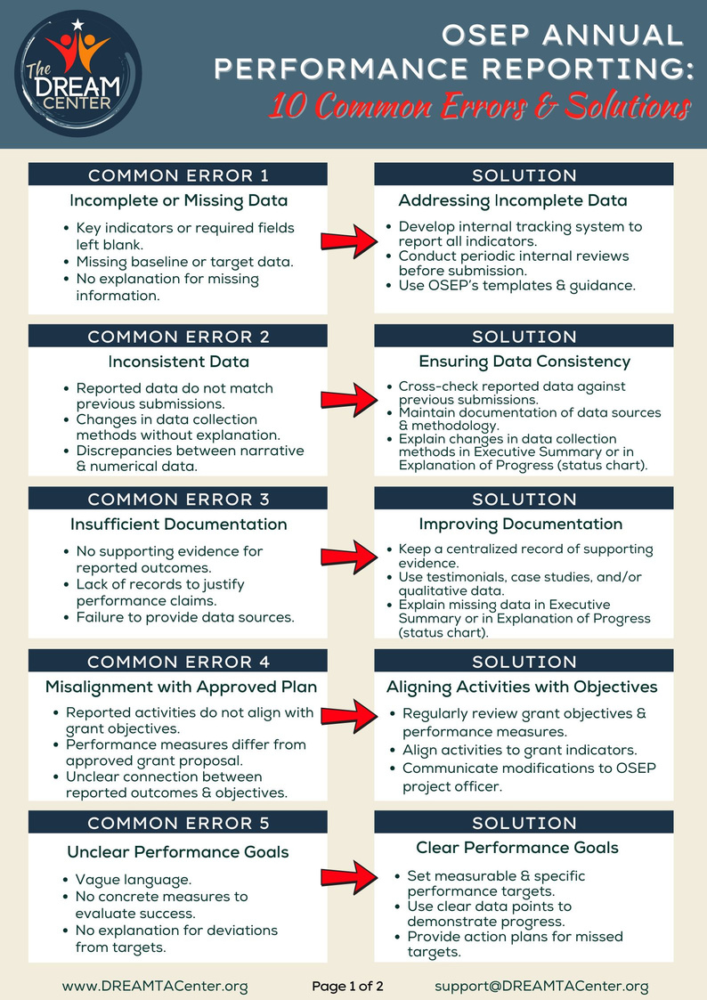 The
DREAM
CENTER
OSEP ANNUAL
PERFORMANCE REPORTING:
10 Common Errors & Solutions
COMMON ERROR 1
Incomplete or Missing Data
• Key indicators or required fields
left blank.
• Missing baseline or target data.
• No explanation for missing
information.
SOLUTION
Addressing Incomplete Data
• Develop internal tracking system to
report all indicators.
• Conduct periodic internal reviews
before submission.
• Use OSEP's templates & guidance.
COMMON ERROR 2
Inconsistent Data
• Reported data do not match
previous submissions.
• Changes in data collection
methods without explanation.
• Discrepancies between narrative
& numerical data.
SOLUTION
Ensuring Data Consistency
• Cross-check reported data against
previous submissions.
• Maintain documentation of data sources
& methodology.
• Explain changes in data collection
methods in Executive Summary or in
Explanation of Progress (status chart).
COMMON ERROR 3
Insufficient Documentation
• No supporting evidence for
reported outcomes.
• Lack of records to justify
performance claims.
• Failure to provide data sources.
SOLUTION
Improving Documentation
• Keep a centralized record of supporting
evidence.
• Use testimonials, case studies, and/or
qualitative data.
• Explain missing data in Executive
Summary or in Explanation of Progress
(status chart).
COMMON ERROR 4
Misalignment with Approved Plan
• Reported activities do not align with
grant objectives.
• Performance measures differ from
approved grant proposal.
• Unclear connection between
reported outcomes & objectives.
SOLUTION
Aligning Activities with Objectives
• Regularly review grant objectives &
performance measures.
• Align activities to grant indicators.
• Communicate modifications to OSEP
project officer.
COMMON ERROR 5
Unclear Performance Goals
• Vague language.
• No concrete measures to
evaluate success.
• No explanation for deviations
from targets.
SOLUTION
Clear Performance Goals
• Set measurable & specific
performance targets.
• Use clear data points to
demonstrate progress.
• Provide action plans for missed
targets.
www.DREAMTACenter.org
Page 1 of 2
support@DREAMTACenter.org